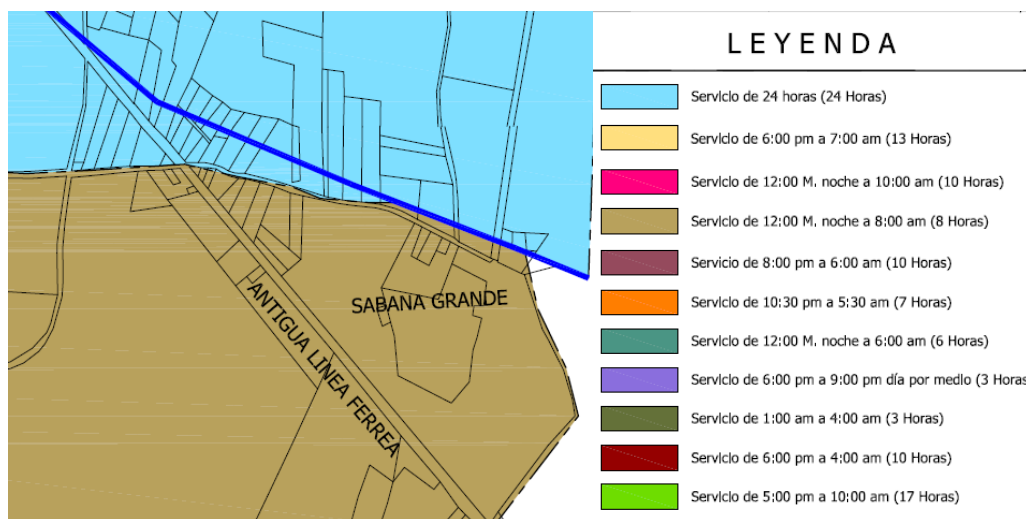 SABANA GRANDE
ANTIGUA LINEA FERREA
LEYENDA
Servicio de 24 horas (24 Horas)
Servicio de 6:00 pm a 7:00 am (13 Horas)
Servicio de 12:00 M. noche a 10:00 am (10 Horas)
Servicio de 12:00 M. noche a 8:00 am (8 Horas)
Servicio de 8:00 pm a 6:00 am (10 Horas)
Servicio de 10:30 pm a 5:30 am (7 Horas)
Servicio de 12:00 M. noche a 6:00 am (6 Horas)
Servicio de 6:00 pm a 9:00 pm día por medio (3 Horas
Servicio de 1:00 am a 4:00 am (3 Horas)
Servicio de 6:00 pm a 4:00 am (10 Horas)
Servicio de 5:00 pm a 10:00 am (17 Horas)